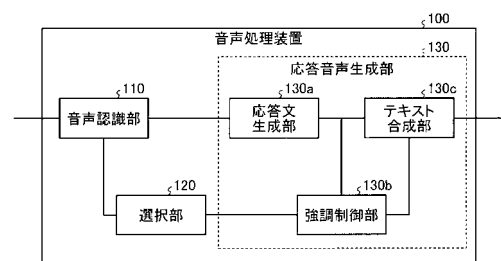 100
音声処理装置
130
応答音声生成部
110
130a
130c
音声認識部
応答文
生成部
テキスト
合成部
120
130b
選択部
強調制御部